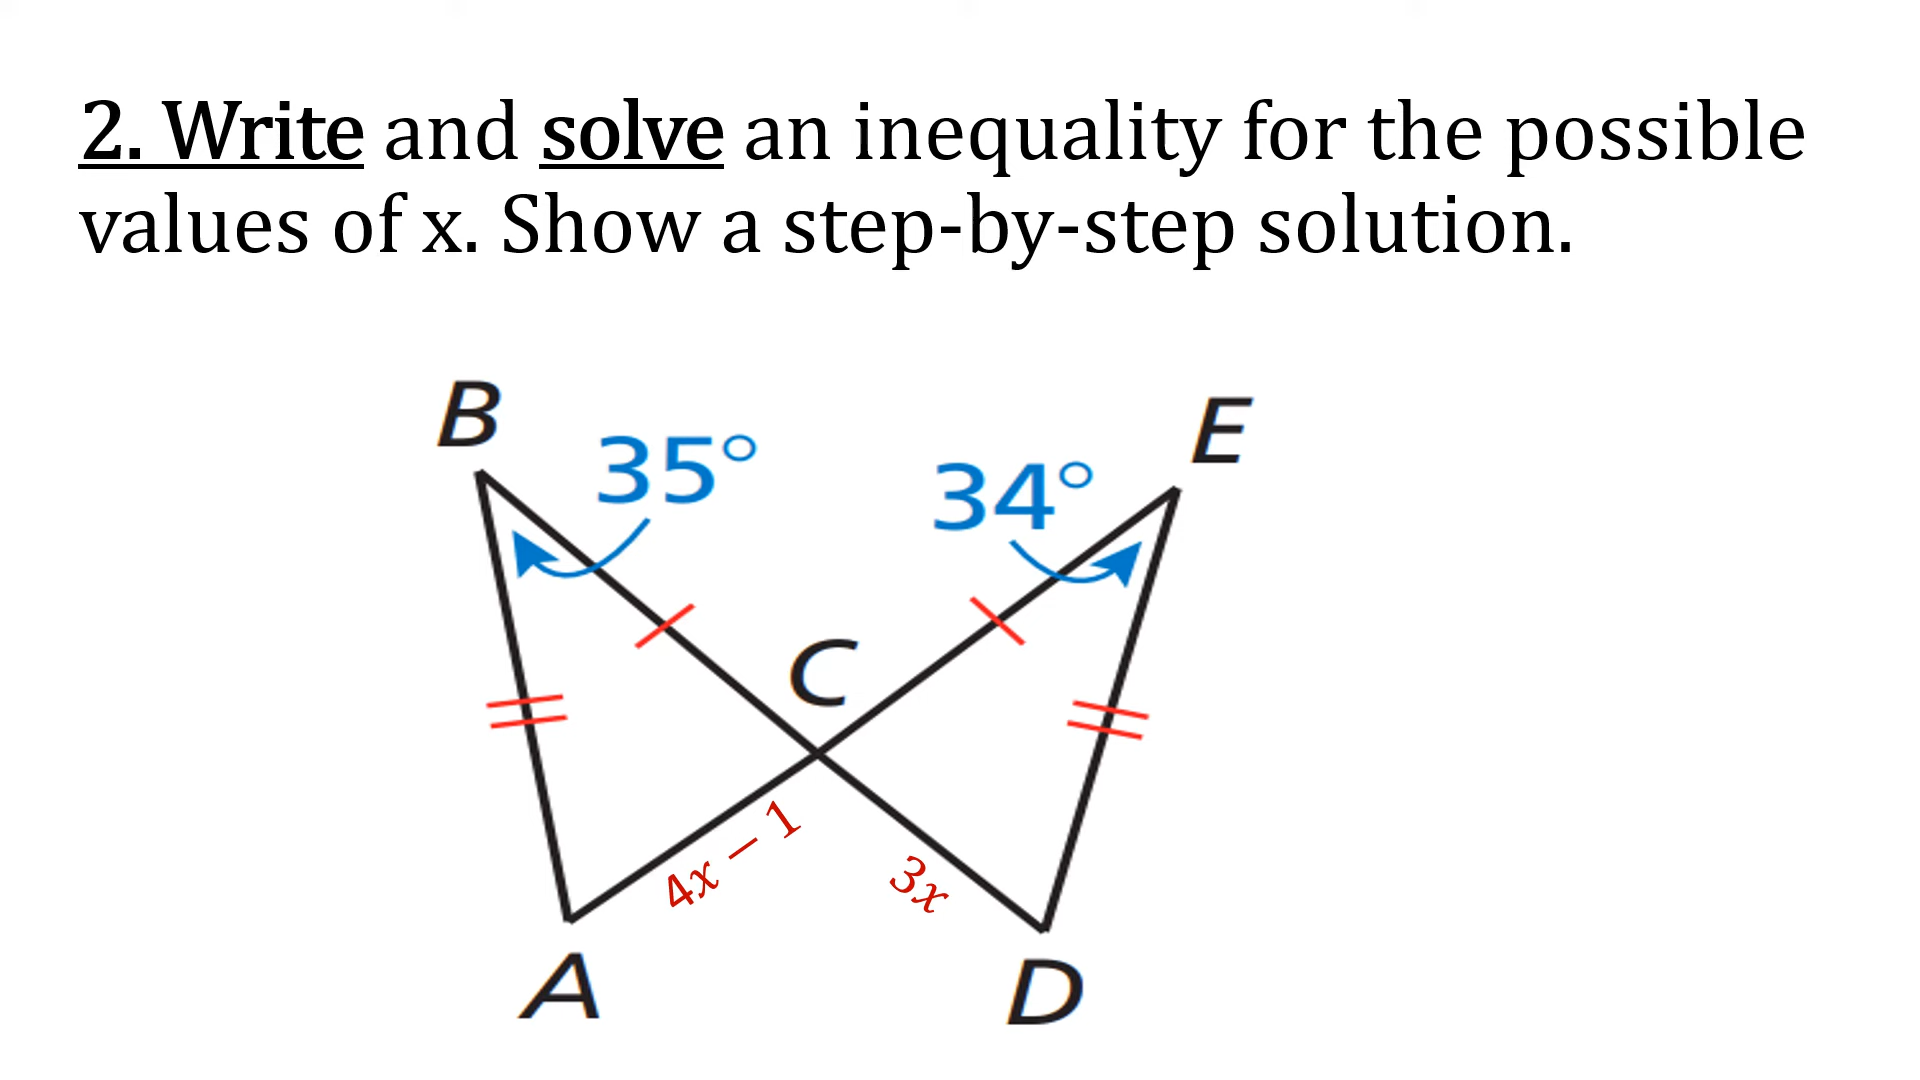 2. Write and solve an inequality for the possible
values of x. Show a step-by-step solution.
B
E
35°
34°
C
4x − 1
3x
A
D